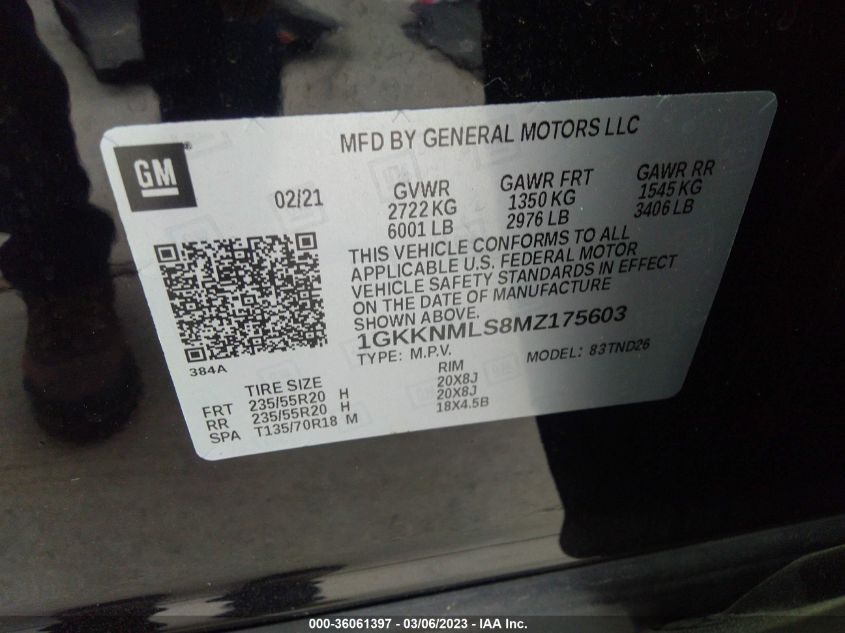 MFD BY GENERAL MOTORS LLC
GM
02/21
GVWR
2722 KG
6001 LB
GAWR FRT
1350 KG
2976 LB
GAWR RR
1545 KG
3406 LB
THIS VEHICLE CONFORMS TO ALL
APPLICABLE U.S. FEDERAL MOTOR
VEHICLE SAFETY STANDARDS IN EFFECT
ON THE DATE OF MANUFACTURE
SHOWN ABOVE.
1GKKNMLS8MZ175603
TYPE: M.P.V. MODEL: 83TND26
384A
TIRE SIZE RIM
FRT 235/55R20 H 20X8J
RR 235/55R20 H 20X8J
SPA T135/70R18 M 18X4.5B
000-36061397 - 03/06/2023 - IAA Inc.